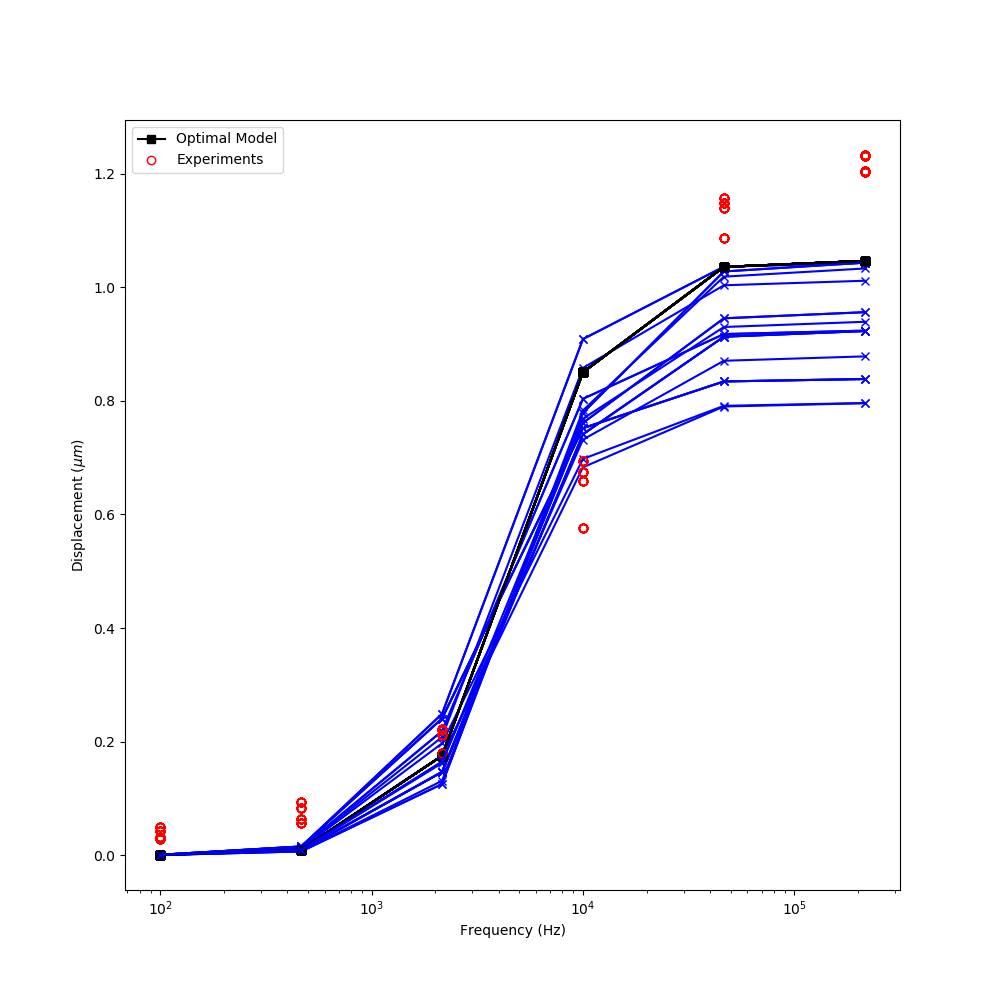 Optimal Model
Experiments
1.2
1.0
0.8
0.6
0.4
0.2
0.0
Displacement (μm)
10²
10³
10⁴
10⁵
Frequency (Hz)